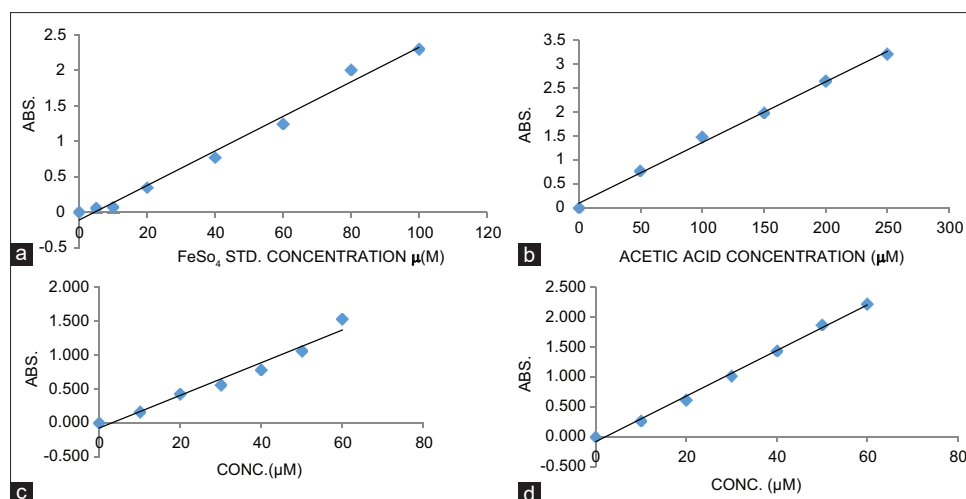 2.5
2
1.5
1
0.5
0
-0.5
ABS.
0 20 40 60 80 100 120
FeSo₄ STD. CONCENTRATION μ(M)
a
3.5
3
2.5
2
1.5
1
0.5
0
ABS.
0 50 100 150 200 250 300
ACETIC ACID CONCENTRATION (μM)
b
2.000
1.500
1.000
0.500
0.000
-0.500
ABS.
0 20 40 60 80
CONC.(μM)
c
2.500
2.000
1.500
1.000
0.500
0.000
-0.500
ABS.
0 20 40 60 80
CONC. (μM)
d